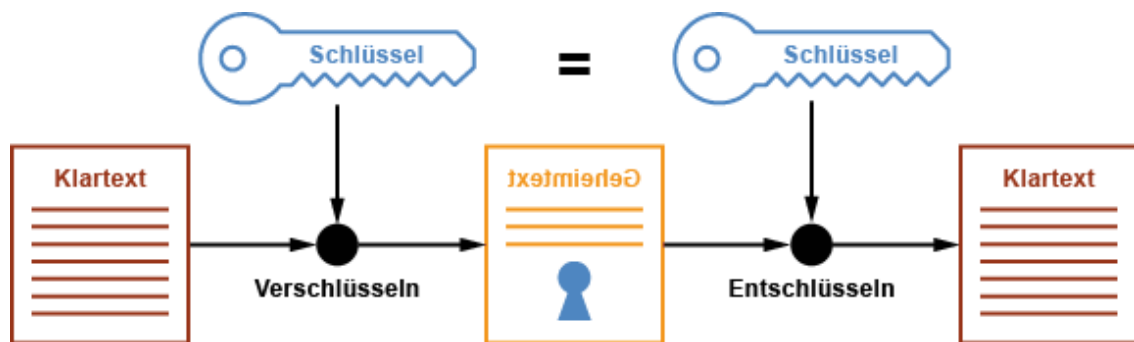 Schlüssel = Schlüssel
Klartext
Geheimtext
Klartext
Verschlüsseln
Entschlüsseln